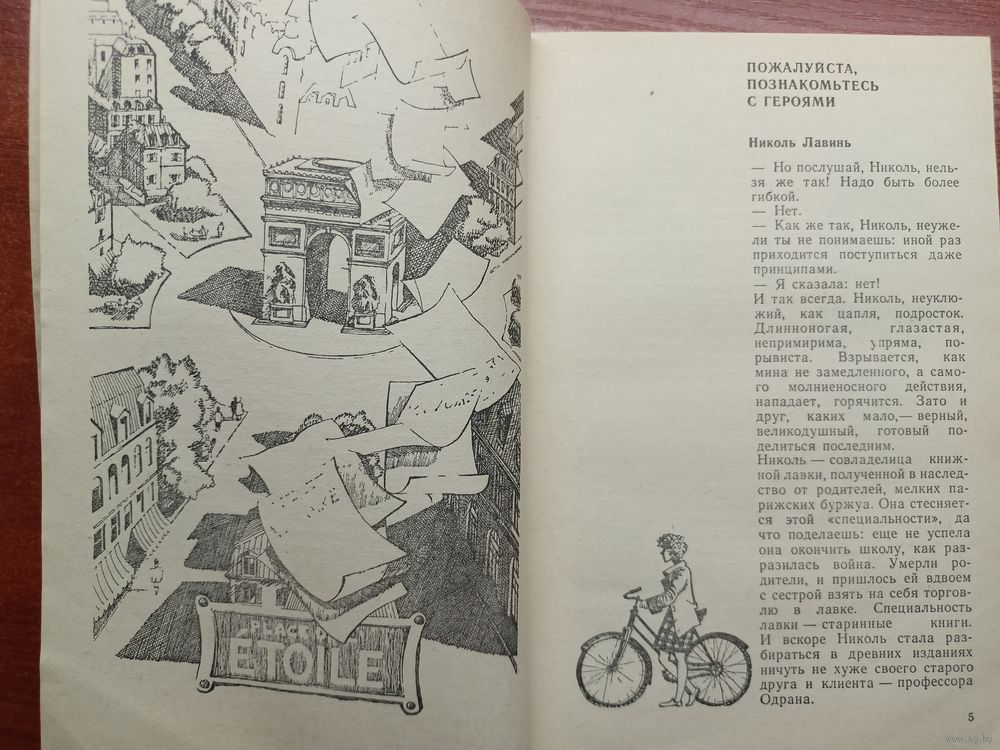 ETOILE
ПОЖАЛУЙСТА,
ПОЗНАКОМЬТЕСЬ
С ГЕРОЯМИ
Николь Лавинь
— Но послушай, Николь, нель-
зя же так! Надо быть более
гибкой.
— Нет.
— Как же так, Николь, неуже-
ли ты не понимаешь: иной раз
приходится поступиться даже
принципами.
— Я сказала: нет!
И так всегда. Николь, неуклю-
жий, как цапля, подросток.
Длинноногая, глазастая,
непримирима, упряма, по-
рывиста. Взрывается, как
мина не замедленного, а само-
го молниеносного действия,
нападает, горячится. Зато и
друг, каких мало,— верный,
великодушный, готовый по-
делиться последним.
Николь — совладелица книж-
ной лавки, полученной в наслед-
ство от родителей, мелких па-
рижских буржуа. Она стесняет-
ся этой «специальности», да
что поделаешь: еще не успела
она окончить школу, как раз-
разилась война. Умерли ро-
дители, и пришлось ей вдвоем
с сестрой взять на себя торгов-
лю в лавке. Специальность
лавки — старинные книги.
И вскоре Николь стала раз-
бираться в древних изданиях
ничуть не хуже своего старого
друга и клиента — профессора
Одрана.
5
www.ay.by